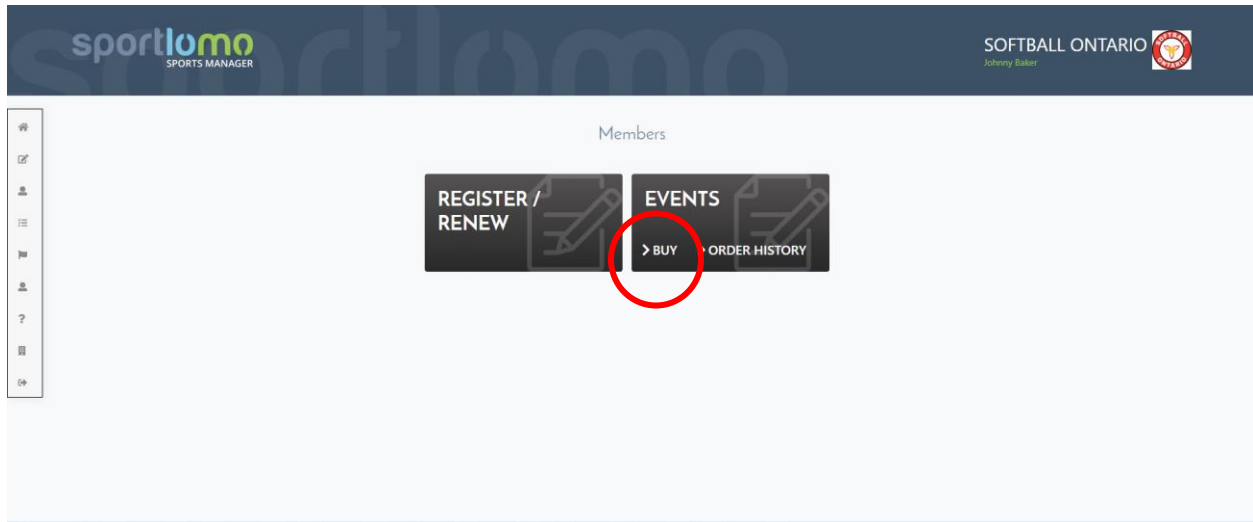 sportlomo
SPORTS MANAGER
SOFTBALL ONTARIO
Johnny Baker
Members
REGISTER /
RENEW
EVENTS
BUY
ORDER HISTORY